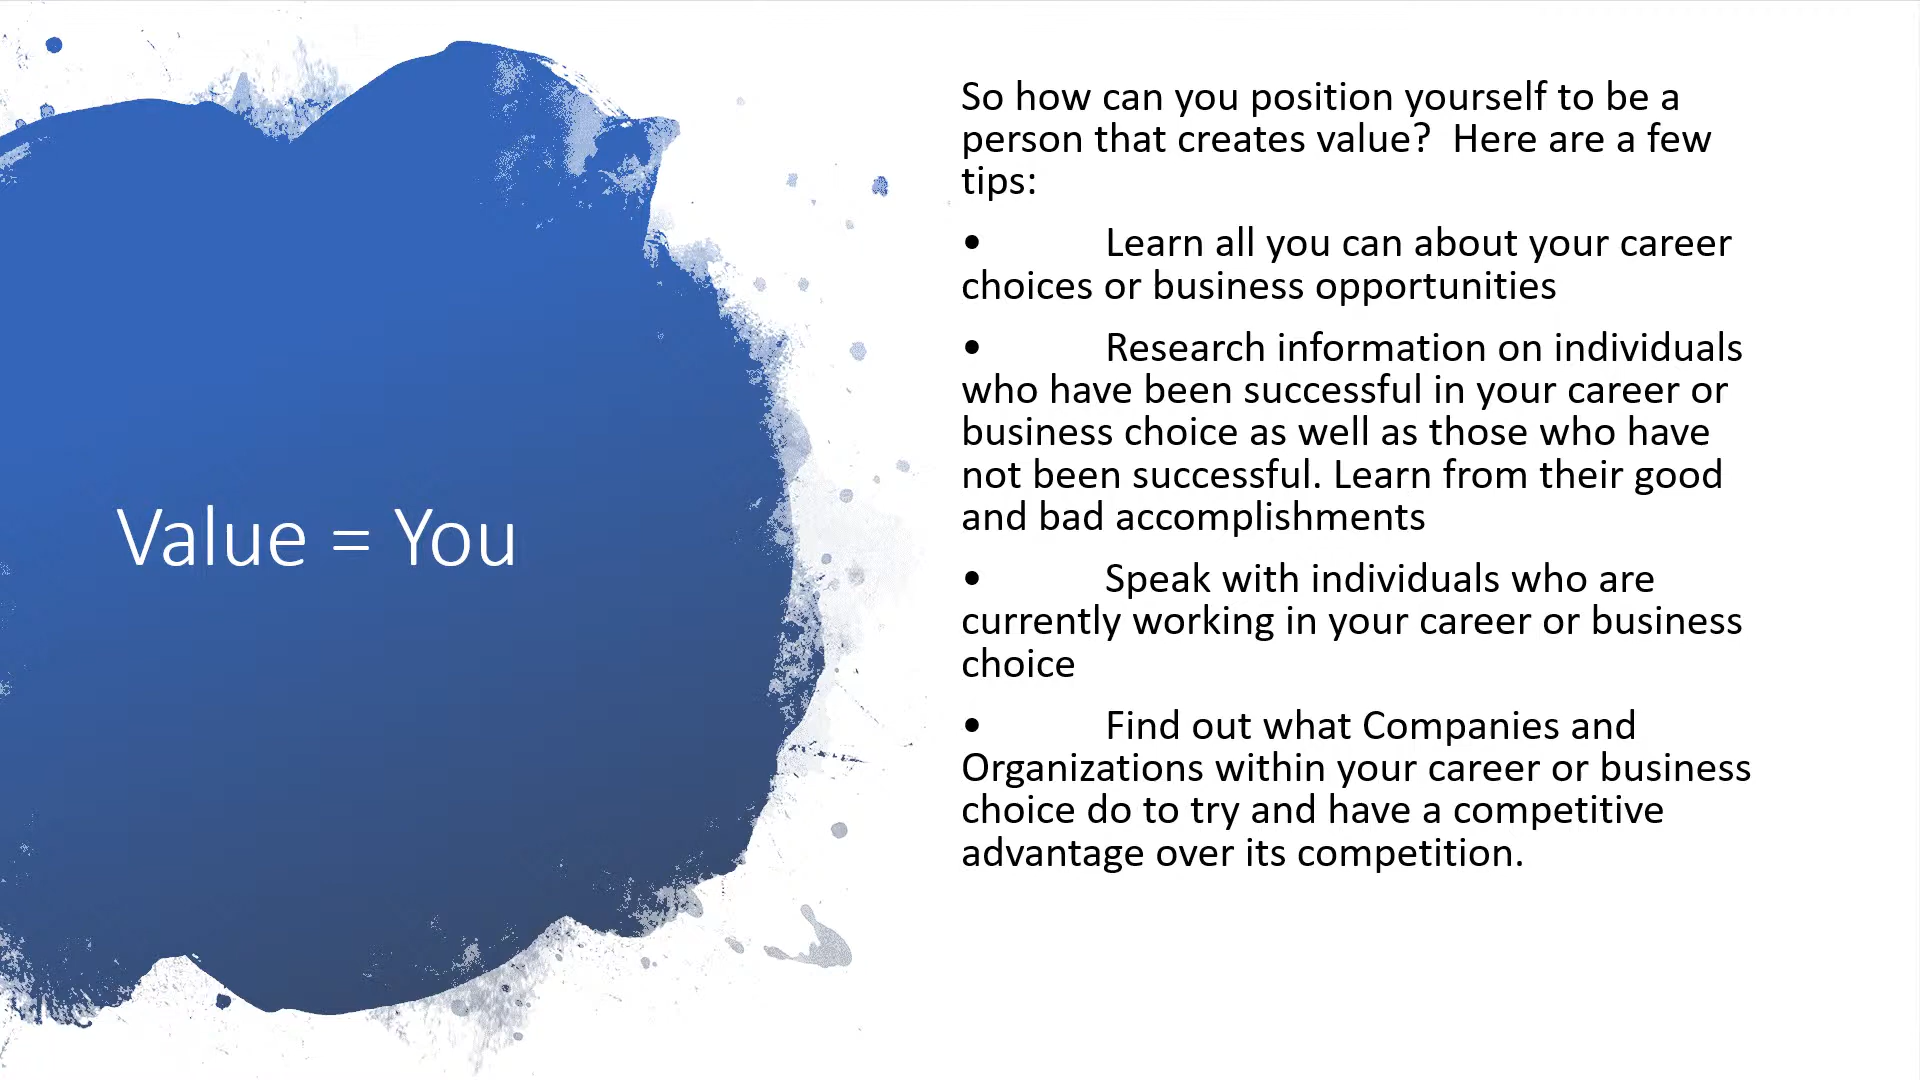 Value = You
So how can you position yourself to be a
person that creates value?  Here are a few
tips:
• Learn all you can about your career
choices or business opportunities
• Research information on individuals
who have been successful in your career or
business choice as well as those who have
not been successful. Learn from their good
and bad accomplishments
• Speak with individuals who are
currently working in your career or business
choice
• Find out what Companies and
Organizations within your career or business
choice do to try and have a competitive
advantage over its competition.